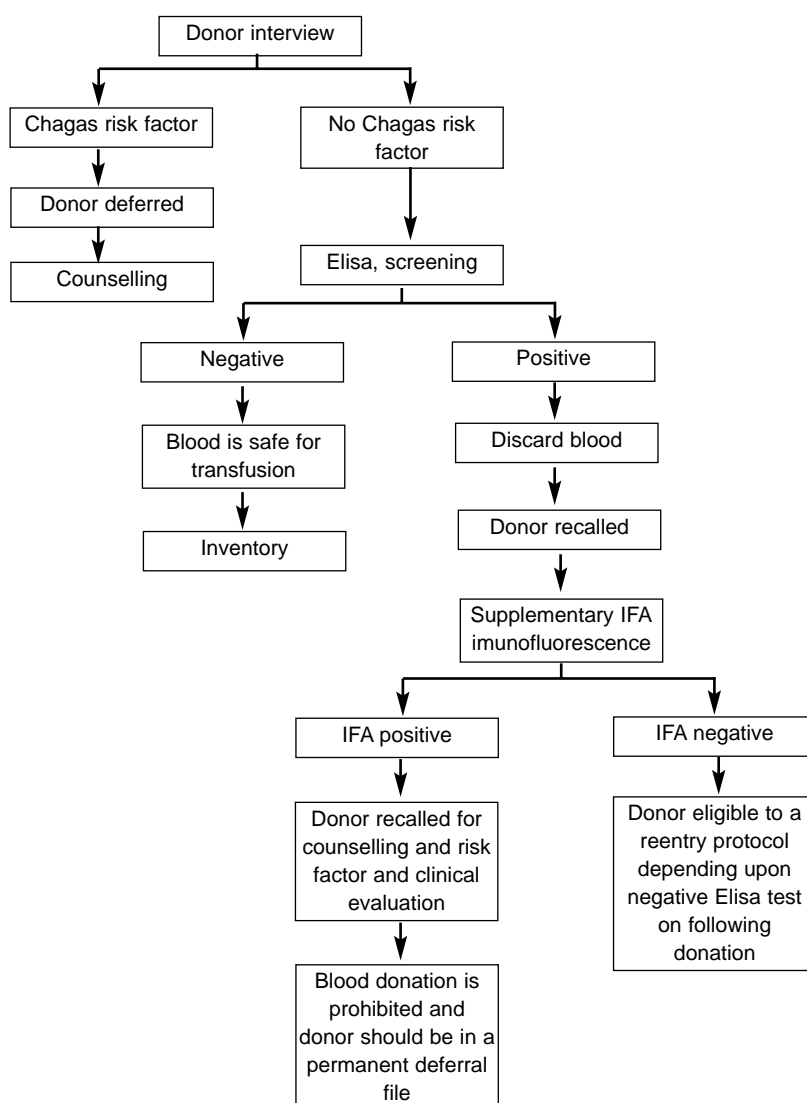 Donor interview
Chagas risk factor
No Chagas risk
factor
Donor deferred
Counselling
Elisa, screening
Negative
Positive
Blood is safe for
transfusion
Discard blood
Inventory
Donor recalled
Supplementary IFA
imunofluorescence
IFA positive
IFA negative
Donor recalled for
counselling and risk
factor and clinical
evaluation
Donor eligible to a
reentry protocol
depending upon
negative Elisa test
on following
donation
Blood donation is
prohibited and
donor should be in a
permanent deferral
file